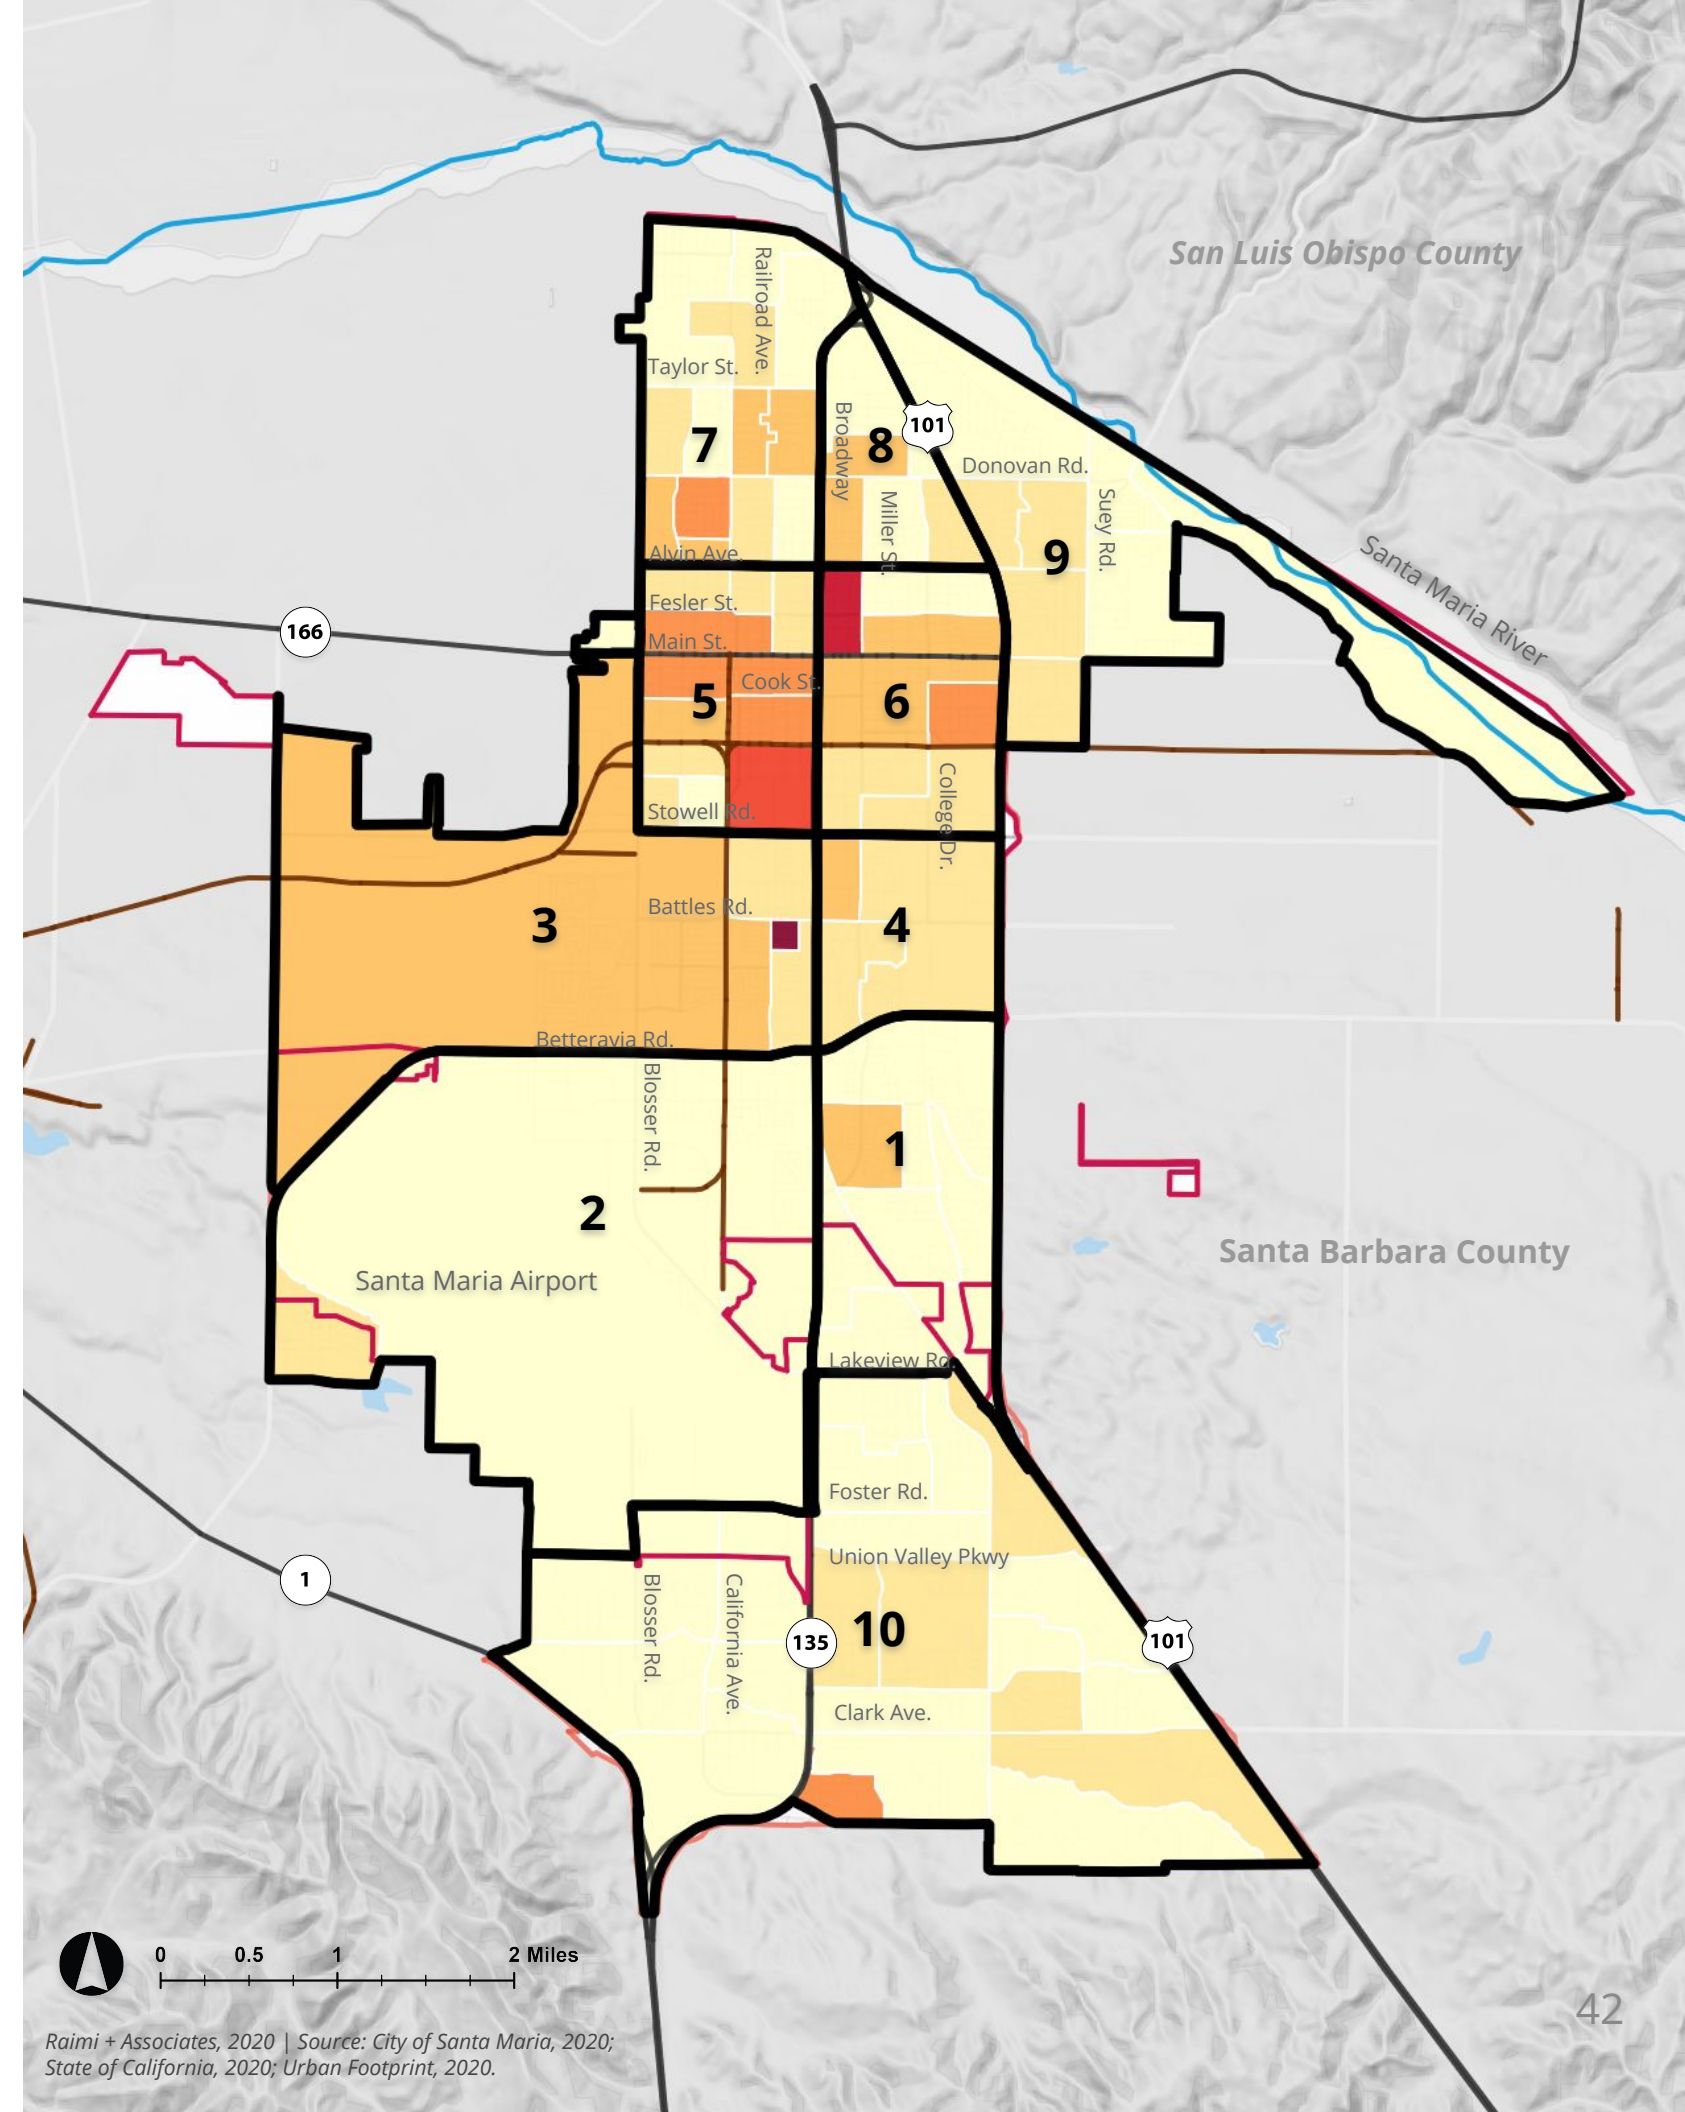 San Luis Obispo County
Railroad Ave.
Taylor St.
Broadway
101
7
8
Donovan Rd.
Suey Rd.
Miller St.
Alvin Ave.
9
Santa Maria River
Fesler St.
166
Main St.
Cook St.
5
6
College Dr.
Stowell Rd.
Battles Rd.
3
4
Betteravia Rd.
Blosser Rd.
1
2
Santa Barbara County
Santa Maria Airport
Lakeview Rd.
Foster Rd.
Union Valley Pkwy
1
Blosser Rd.
California Ave.
135
10
101
Clark Ave.
0 0.5 1 2 Miles
42
Raimi + Associates, 2020 | Source: City of Santa Maria, 2020;
State of California, 2020; Urban Footprint, 2020.